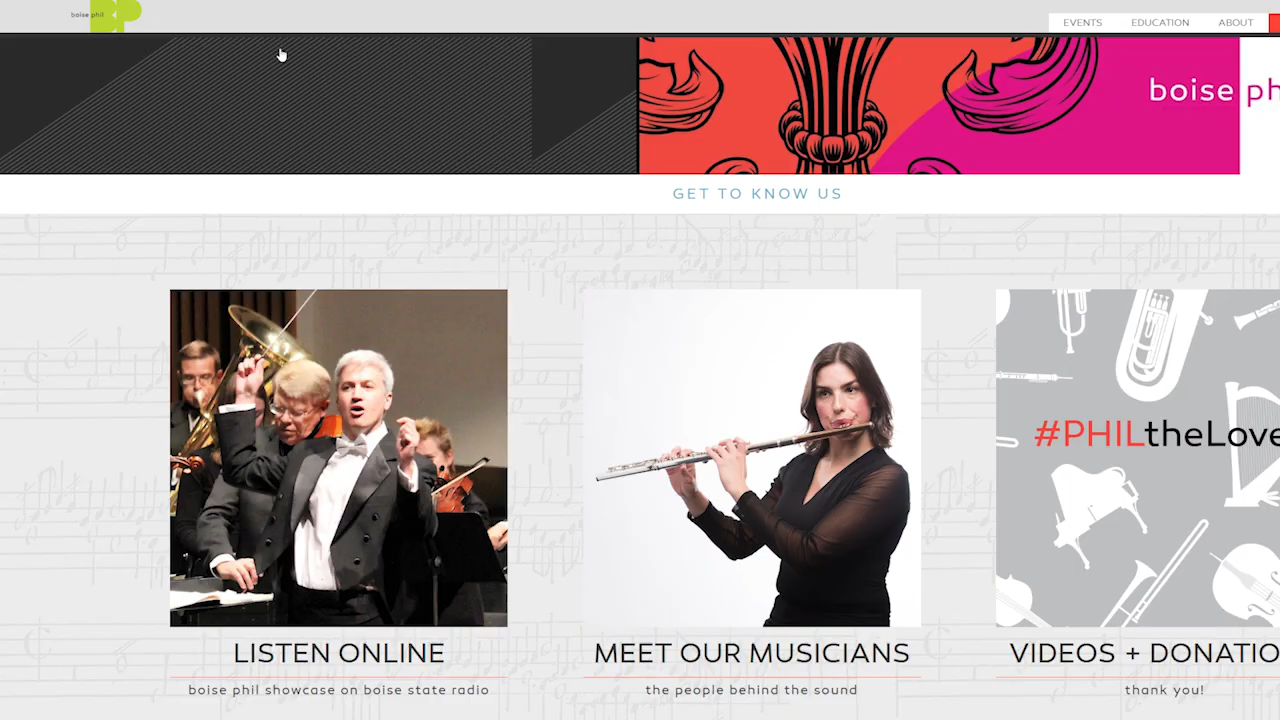 boise phil
EVENTS
EDUCATION
ABOUT
boise ph
GET TO KNOW US
#PHILtheLove
LISTEN ONLINE
boise phil showcase on boise state radio
MEET OUR MUSICIANS
the people behind the sound
VIDEOS + DONATIO
thank you!